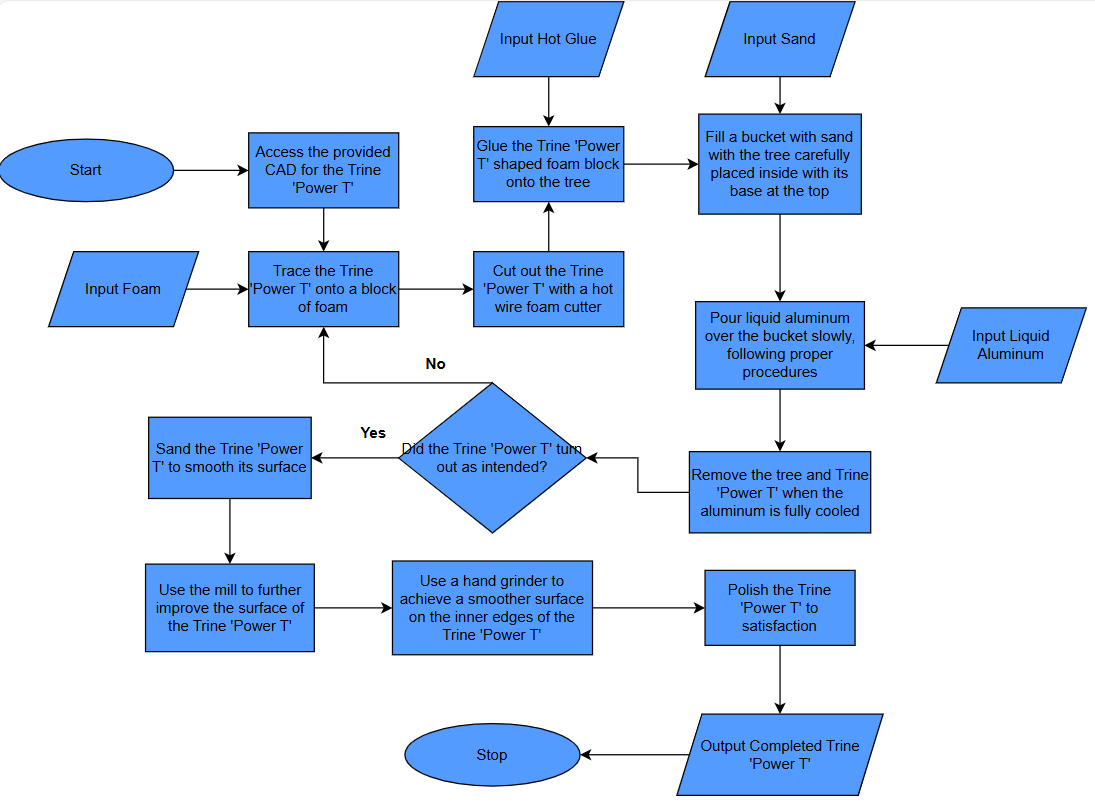 Input Hot Glue
Input Sand
Start
Access the provided
CAD for the Trine
'Power T'
Glue the Trine 'Power
T' shaped foam block
onto the tree
Fill a bucket with sand
with the tree carefully
placed inside with its
base at the top
Input Foam
Trace the Trine
'Power T' onto a block
of foam
Cut out the Trine
'Power T' with a hot
wire foam cutter
Pour liquid aluminum
over the bucket slowly,
following proper
procedures
Input Liquid
Aluminum
No
Yes
Did the Trine 'Power T' turn
out as intended?
Sand the Trine 'Power
T' to smooth its surface
Remove the tree and Trine
'Power T' when the
aluminum is fully cooled
Use the mill to further
improve the surface of
the Trine 'Power T'
Use a hand grinder to
achieve a smoother surface
on the inner edges of the
Trine 'Power T'
Polish the Trine
'Power T' to
satisfaction
Stop
Output Completed Trine
'Power T'